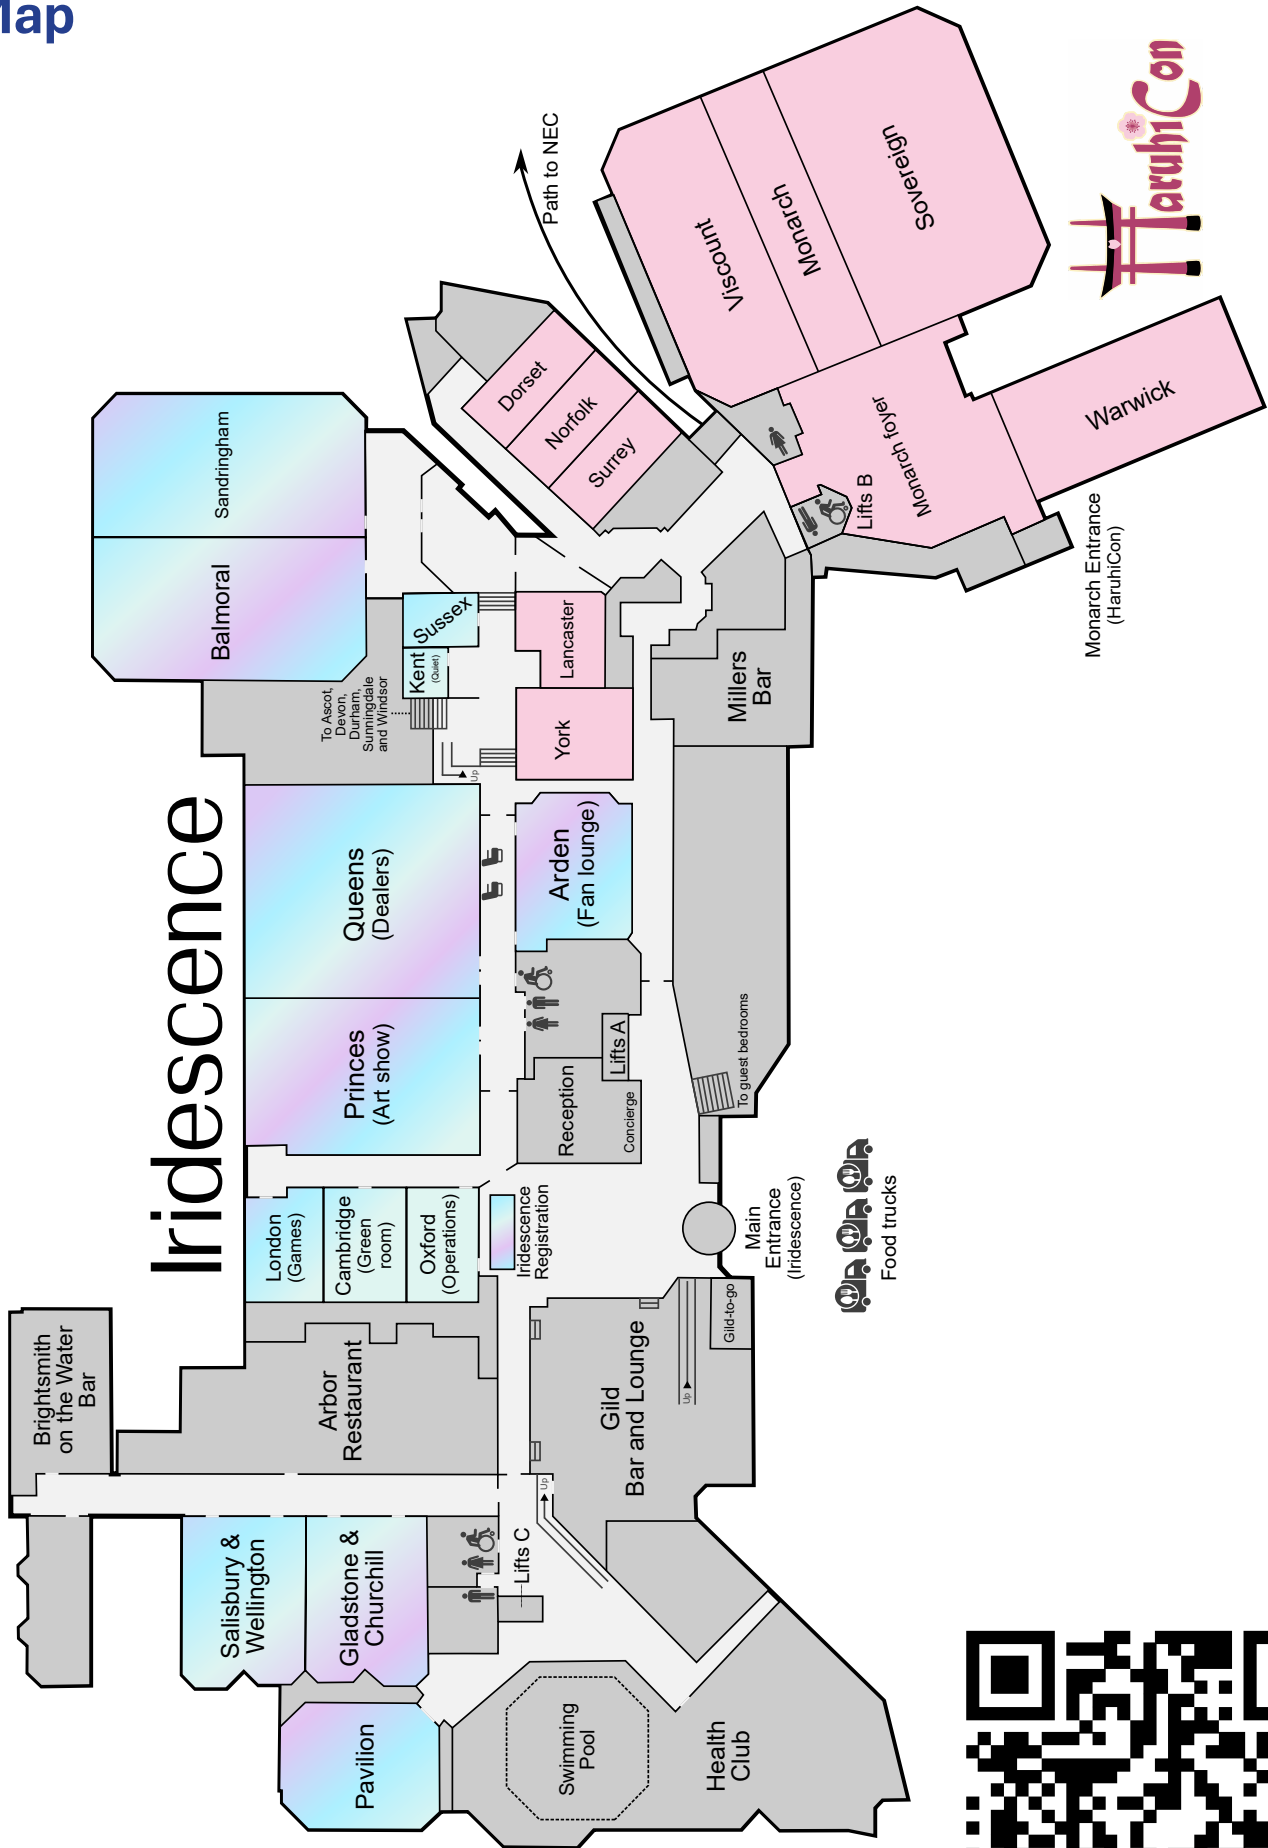 Map
Iridescence
HaruhiCon
Path to NEC
Viscount
Monarch
Sovereign
Monarch foyer
Warwick
Lifts B
Monarch Entrance
(HaruhiCon)
Dorset
Norfolk
Surrey
Sandringham
Balmoral
Sussex
Kent
(Quiet)
To Ascot,
Devon,
Durham,
Sunningdale
and Windsor
Up
Lancaster
York
Millers
Bar
Queens
(Dealers)
Arden
(Fan lounge)
Princes
(Art show)
Reception
Lifts A
Concierge
To guest bedrooms
London
(Games)
Cambridge
(Green
room)
Oxford
(Operations)
Iridescence
Registration
Main
Entrance
(Iridescence)
Food trucks
Gild-to-go
Up
Gild
Bar and Lounge
Up
Arbor
Restaurant
Brightsmith
on the Water
Bar
Salisbury &
Wellington
Gladstone &
Churchill
Lifts C
Pavilion
Swimming
Pool
Health
Club